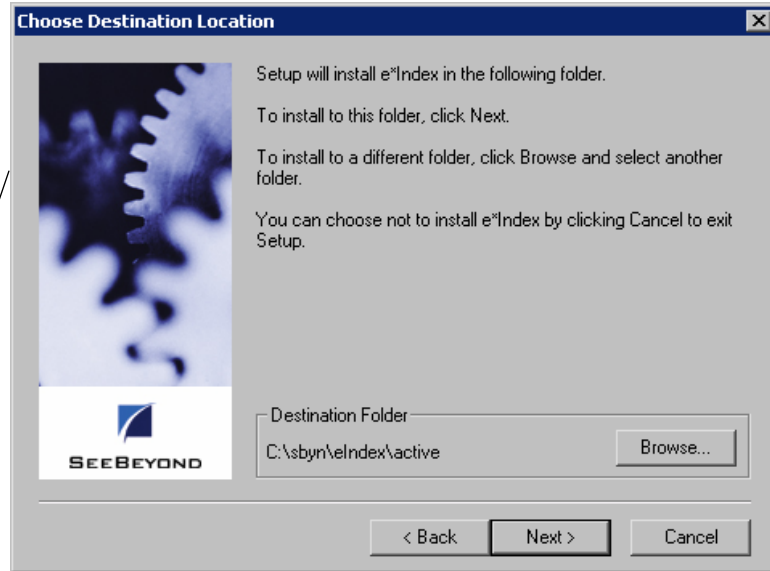 Choose Destination Location
Setup will install e*Index in the following folder.
To install to this folder, click Next.
To install to a different folder, click Browse and select another
folder.
You can choose not to install e*Index by clicking Cancel to exit
Setup.
SEEBEYOND
Destination Folder
C:\sbyn\eIndex\active
Browse...
< Back
Next >
Cancel